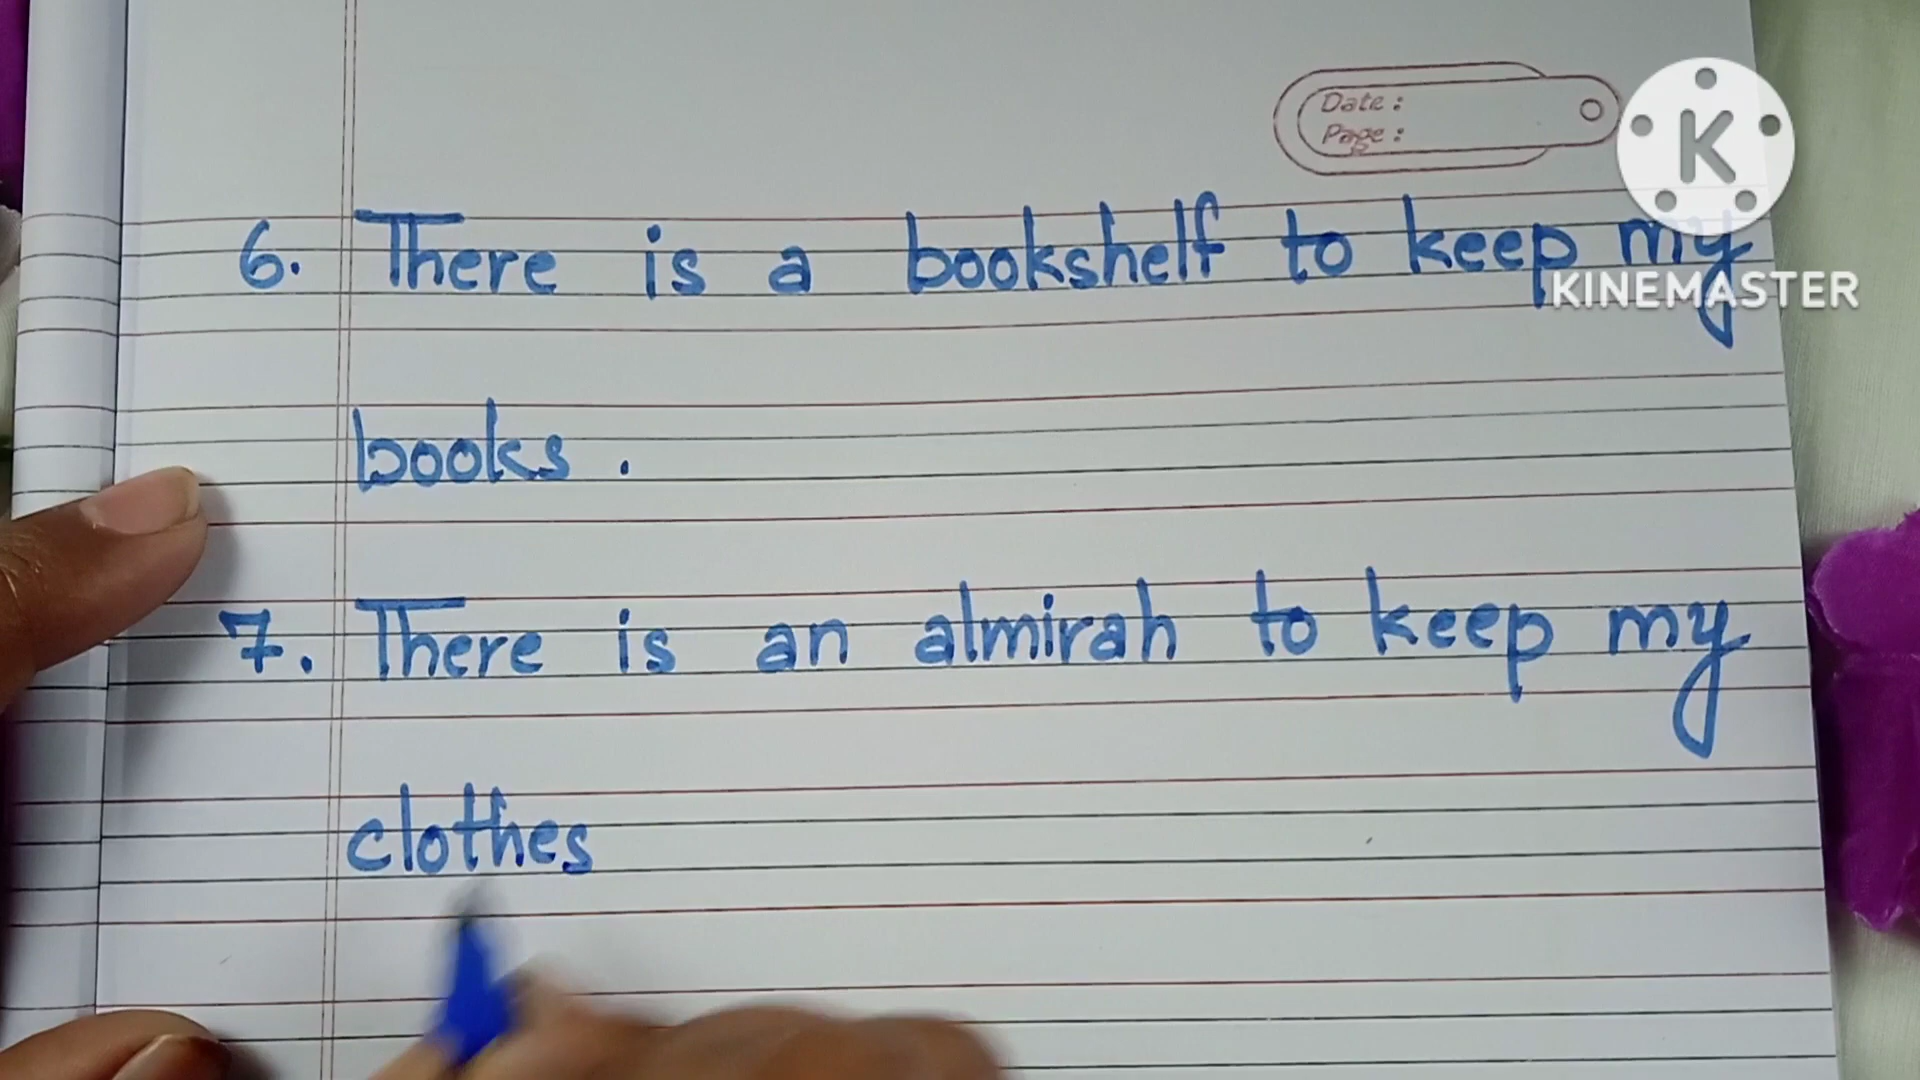 Date :
Page :
K
6. There is a bookshelf to keep my
KINEMASTER
books .
7. There is an almirah to keep my
clothes